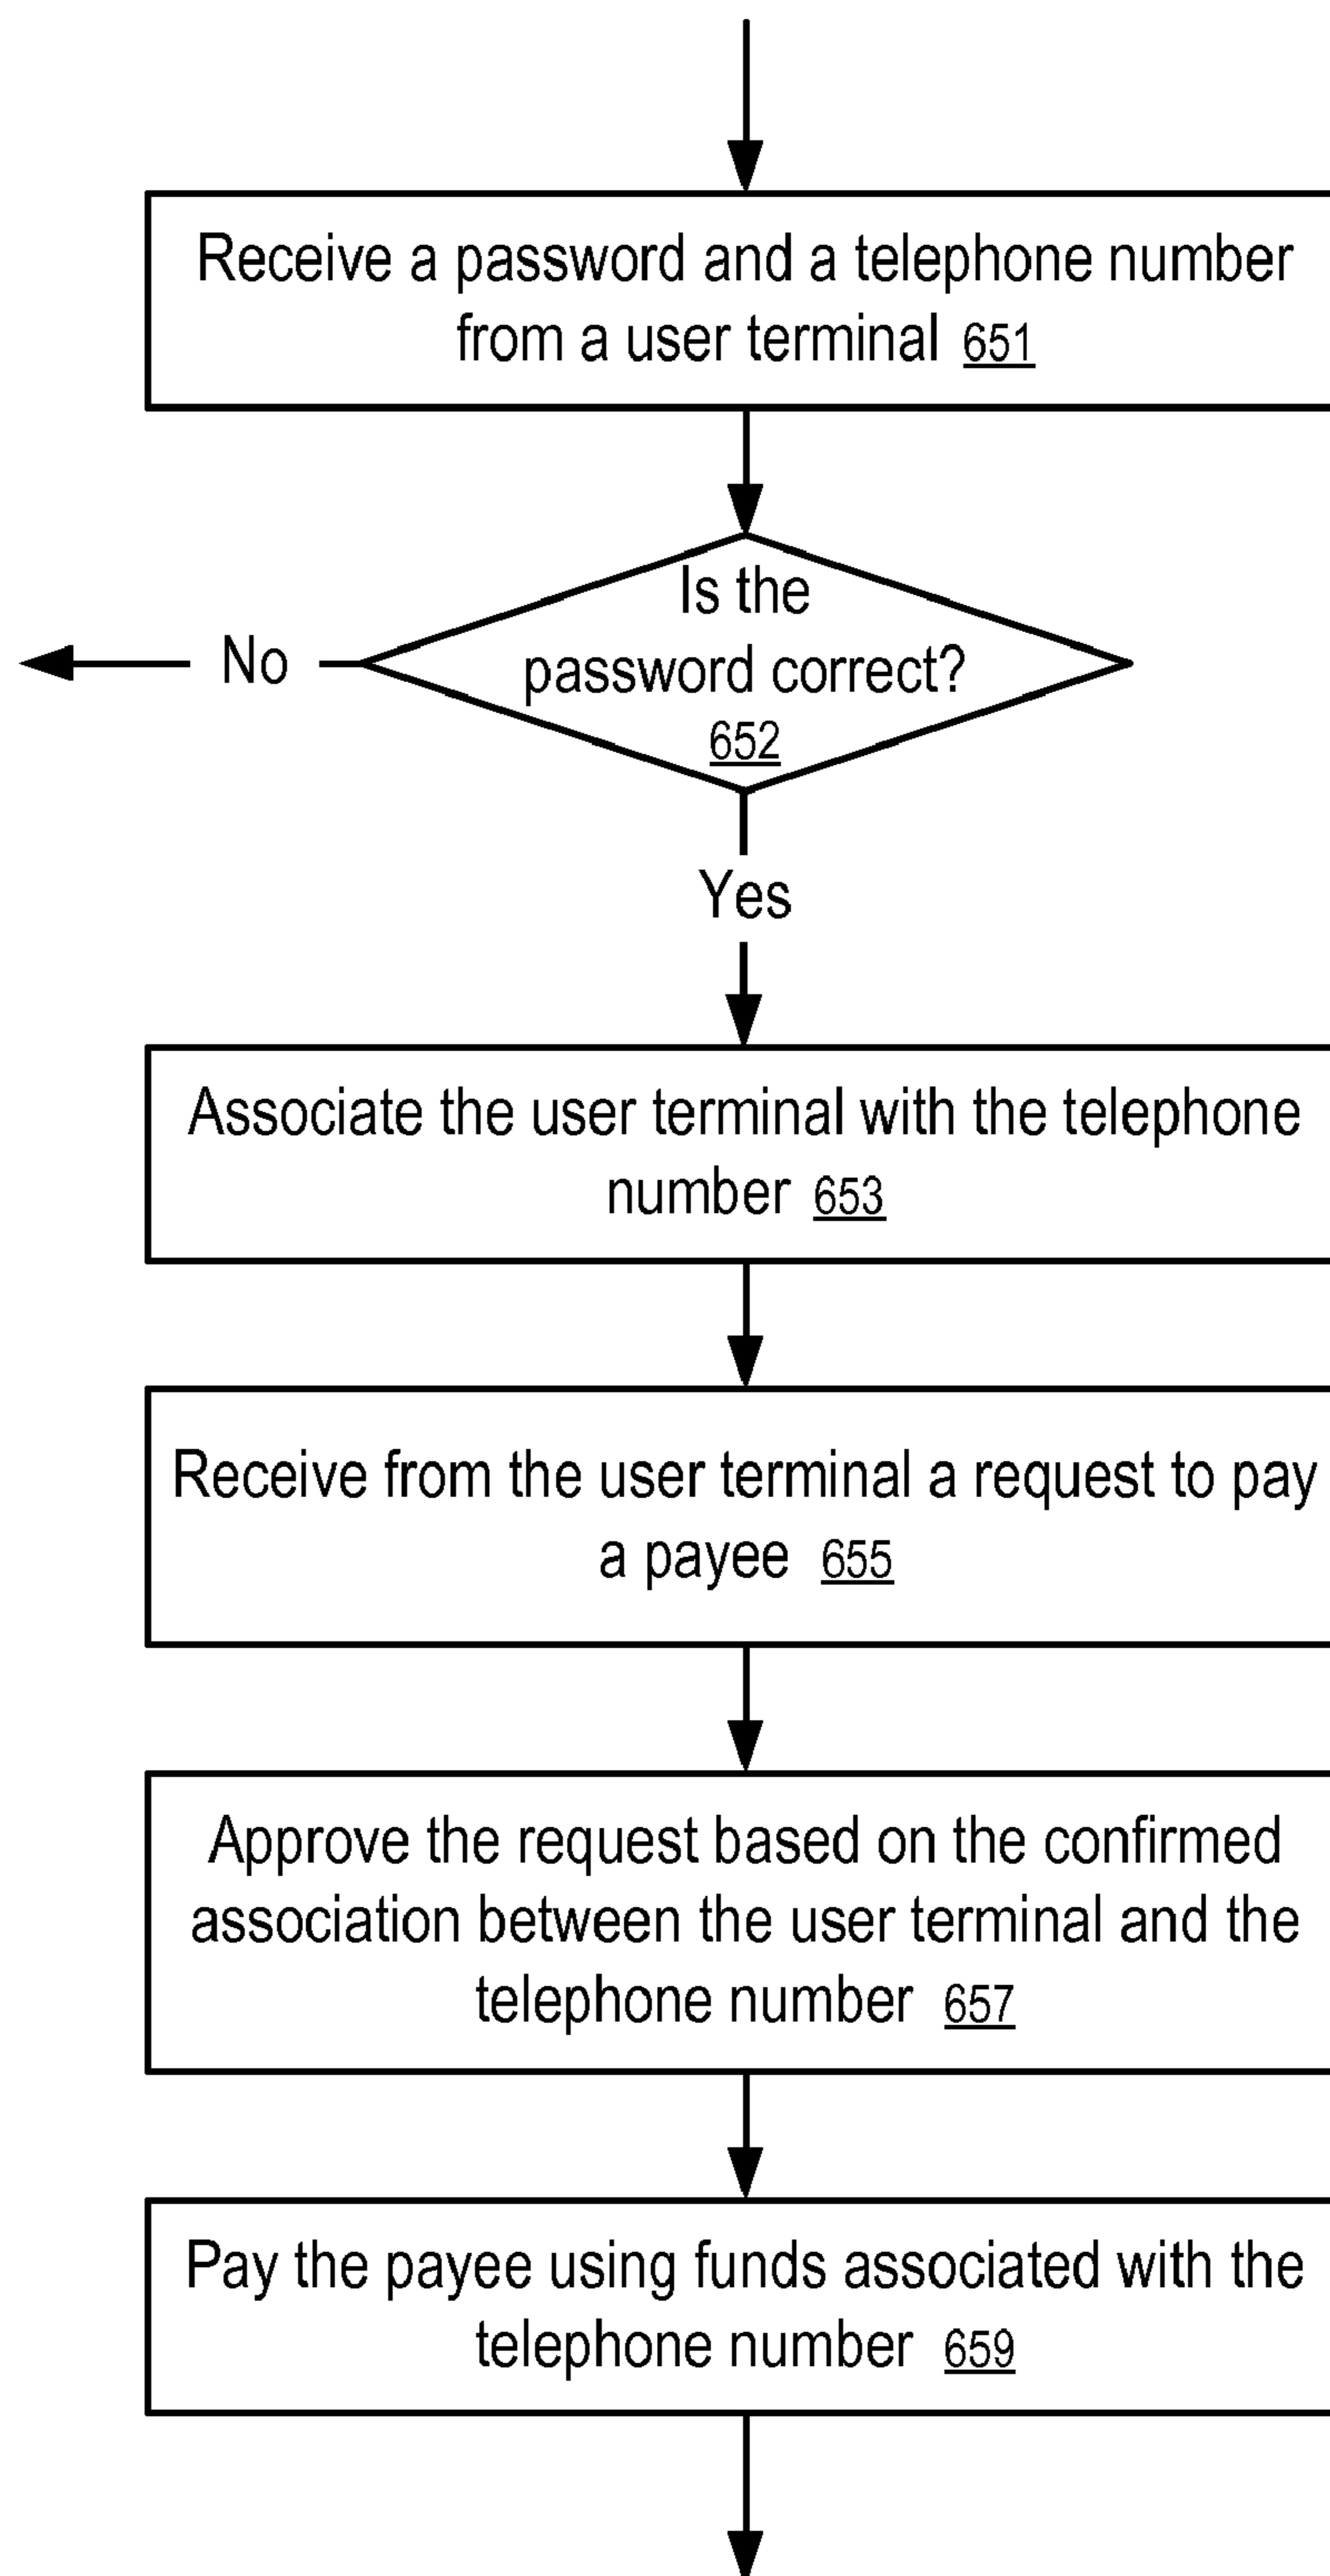 Receive a password and a telephone number
from a user terminal 651
Is the
No
password correct?
652
Yes
Associate the user terminal with the telephone
number 653
Receive from the user terminal a request to pay
a payee 655
Approve the request based on the confirmed
association between the user terminal and the
telephone number 657
Pay the payee using funds associated with the
telephone number 659